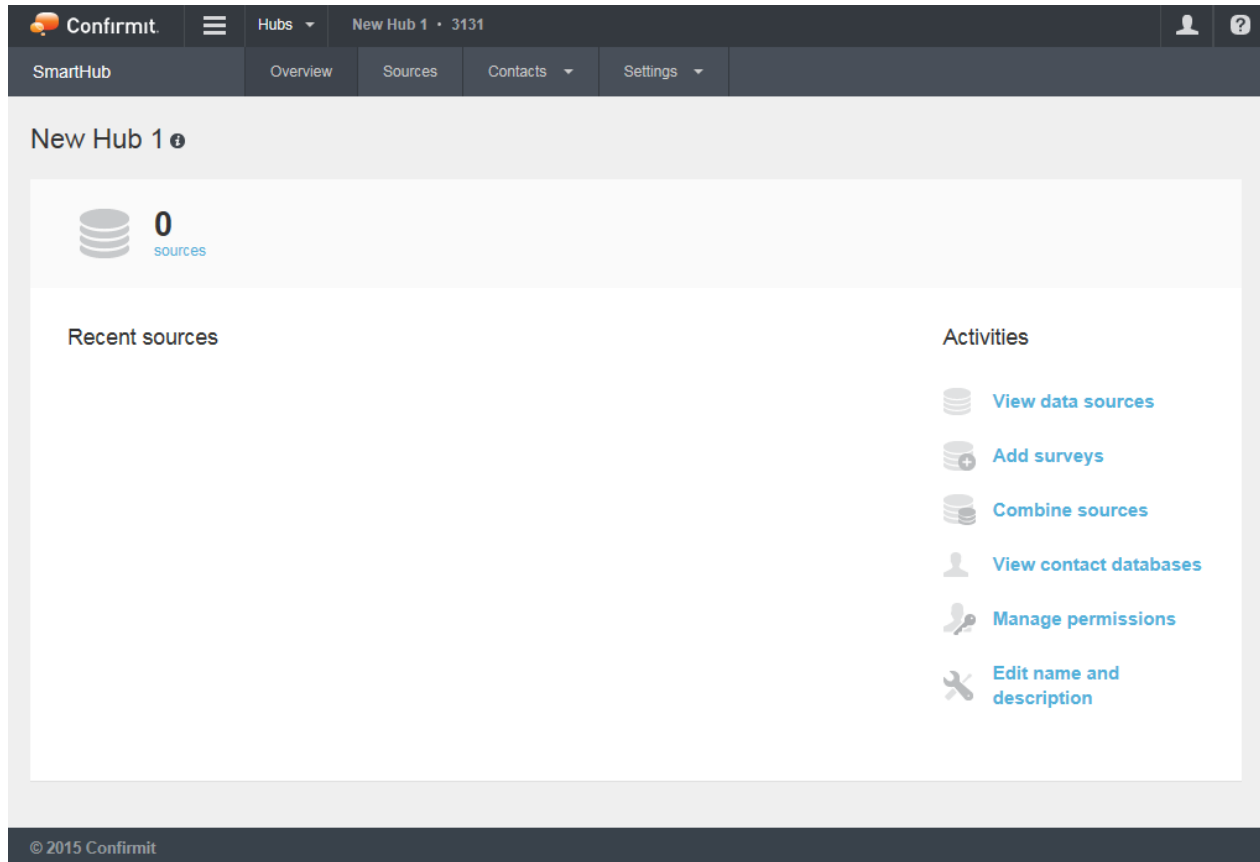 Confirmit.
Hubs
New Hub 1 • 3131
?
SmartHub
Overview
Sources
Contacts
Settings
New Hub 1
0
sources
Recent sources
Activities
View data sources
Add surveys
Combine sources
View contact databases
Manage permissions
Edit name and
description
© 2015 Confirmit